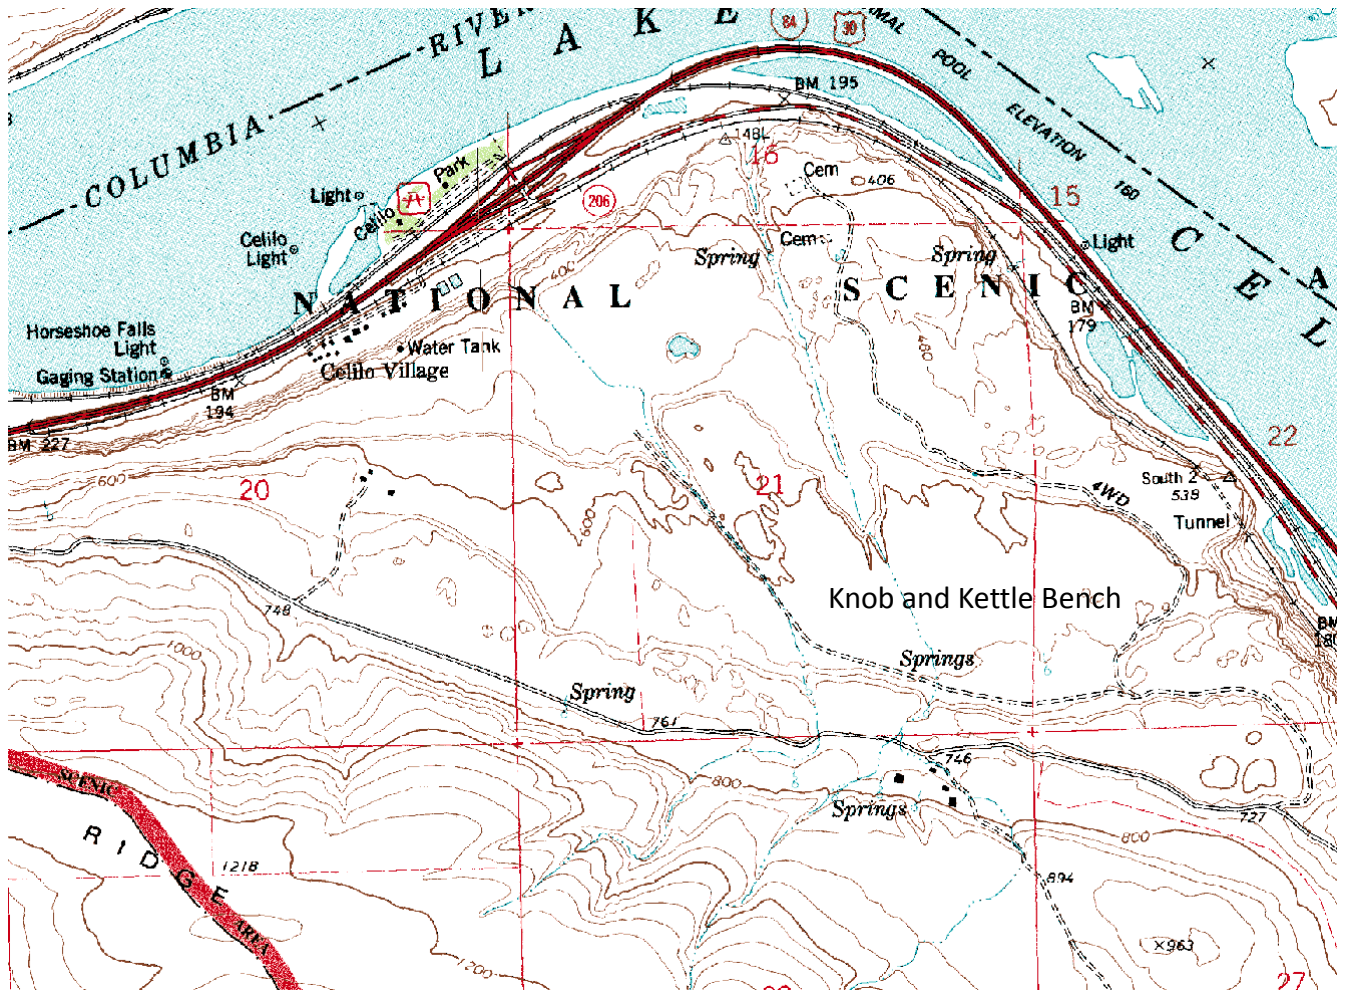 COLUMBIA
RIVER
LAKE
84
30
POOL
ELEVATION
160
BM 195
148L
16
15
Cem
406
Park
Light
Celilo
206
Celilo
Light
Cem
Spring
Spring
Light
C E L
A
400
NATIONAL
SCENIC
BM
179
Horseshoe Falls
Light
Gaging Station
Water Tank
Celilo Village
480
BM
194
BM 227
22
600
20
21
4WD
South 2
539
Tunnel
600
Knob and Kettle Bench
748
BM
180
1000
Springs
Spring
761
746
800
Springs
727
800
SCENIC
RIDGE
AREA
1218
894
963
1200
27